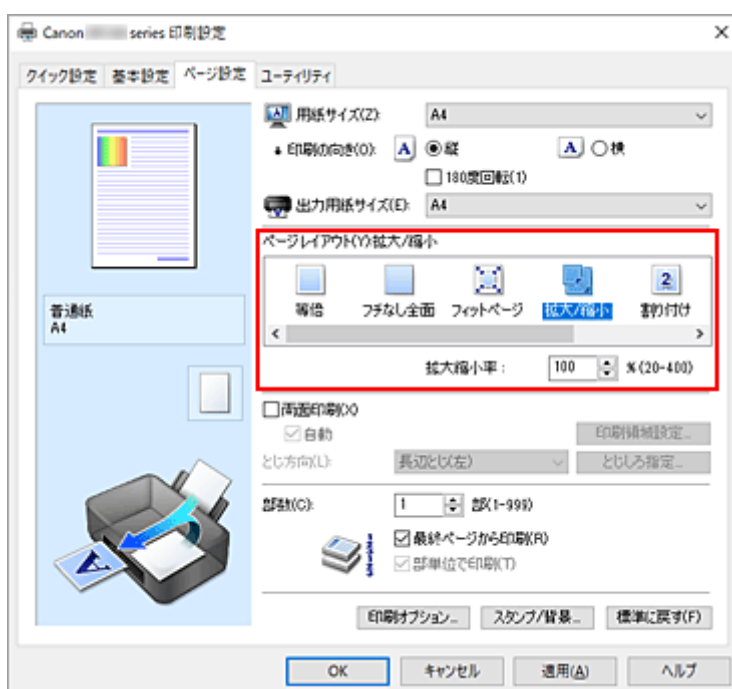 Canon series 印刷設定
クイック設定 基本設定 ページ設定 ユーティリティ
用紙サイズ(Z): A4
印刷の向き(O): A 縦 A 横
180度回転(1)
出力用紙サイズ(E): A4
ページレイアウト(Y):拡大/縮小
等倍 フチなし全面 フィットページ 拡大/縮小 2 割り付け
拡大縮小率: 100 % (20-400)
普通紙
A4
両面印刷(X)
自動 印刷領域設定...
とじ方向(L): 長辺とじ(左) とじしろ指定...
部数(C): 1 部(1-999)
最終ページから印刷(R)
部単位で印刷(T)
A
印刷オプション... スタンプ/背景... 標準に戻す(F)
OK キャンセル 適用(A) ヘルプ